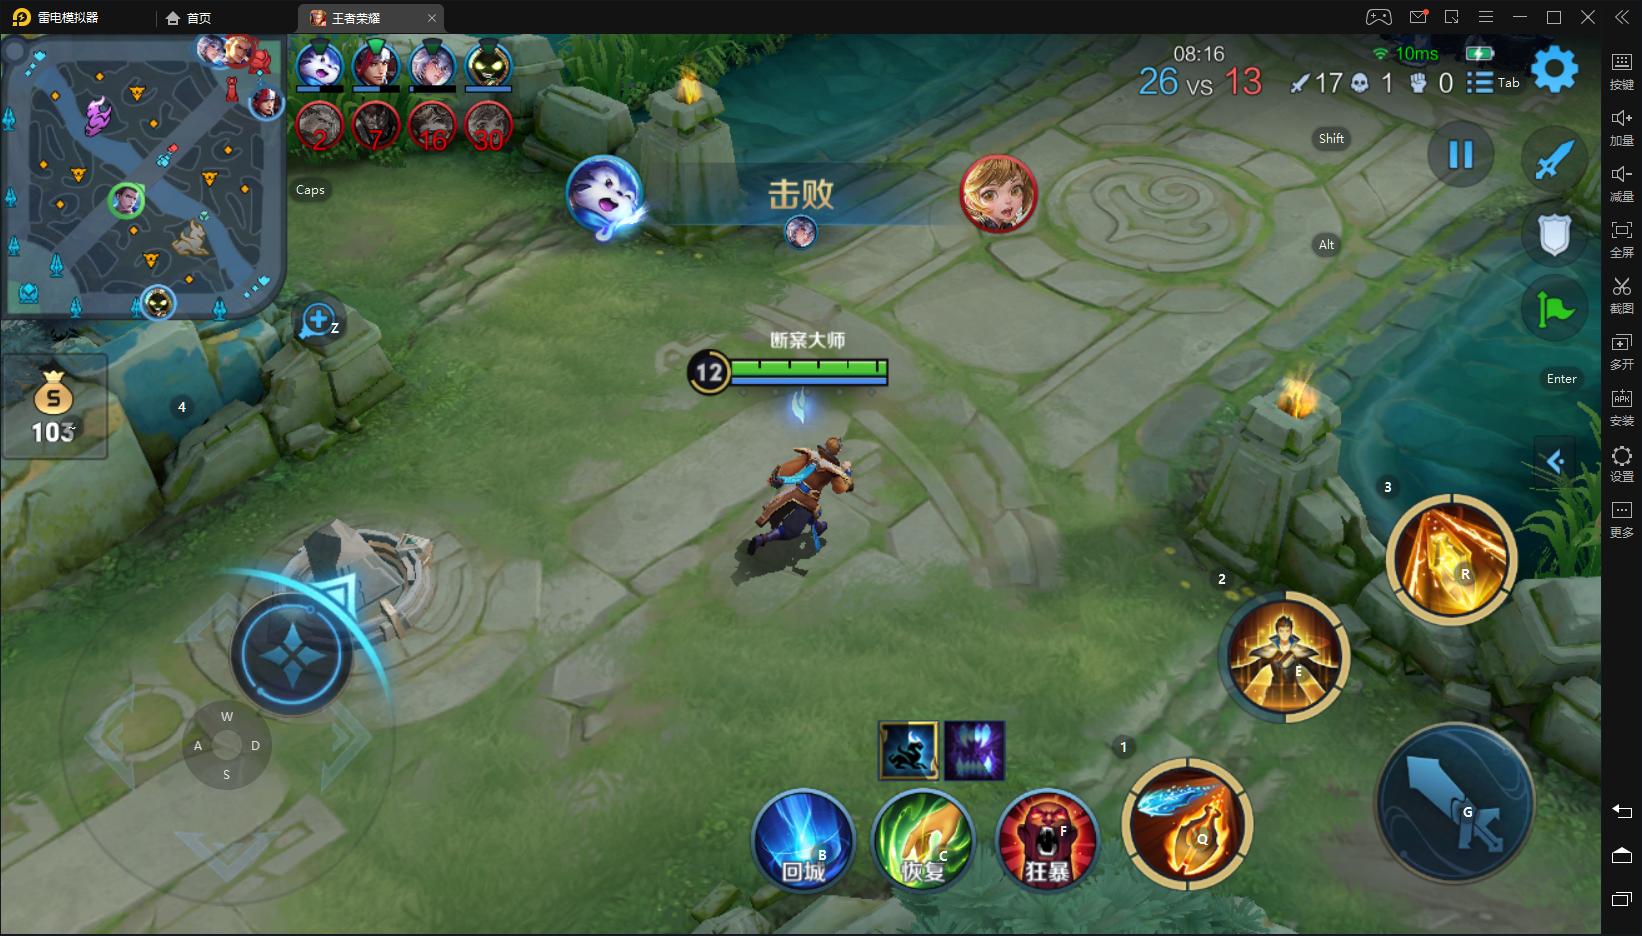 雷电模拟器
首页
王者荣耀
08:16
10ms
26 vs 13
17
1
0
Tab
2
7
16
30
Caps
击败
Shift
Alt
Z
断案大师
12
S
4
Enter
3
R
2
E
W
A
D
S
1
B
回城
C
恢复
F
狂暴
Q
G
按键
加量
减量
全屏
截图
多开
APK
安装
设置
更多